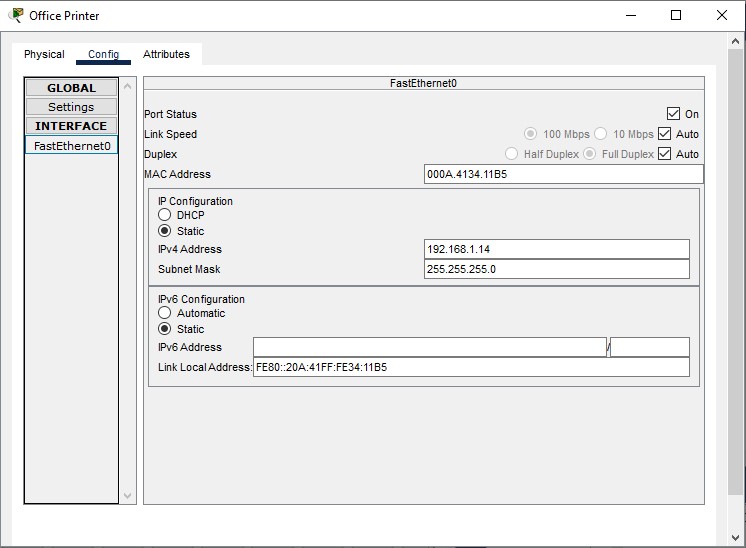 Office Printer
Physical Config Attributes
GLOBAL
Settings
INTERFACE
FastEthernet0
FastEthernet0
Port Status On
Link Speed 100 Mbps 10 Mbps Auto
Duplex Half Duplex Full Duplex Auto
MAC Address 000A.4134.11B5
IP Configuration
DHCP
Static
IPv4 Address 192.168.1.14
Subnet Mask 255.255.255.0
IPv6 Configuration
Automatic
Static
IPv6 Address /
Link Local Address: FE80::20A:41FF:FE34:11B5